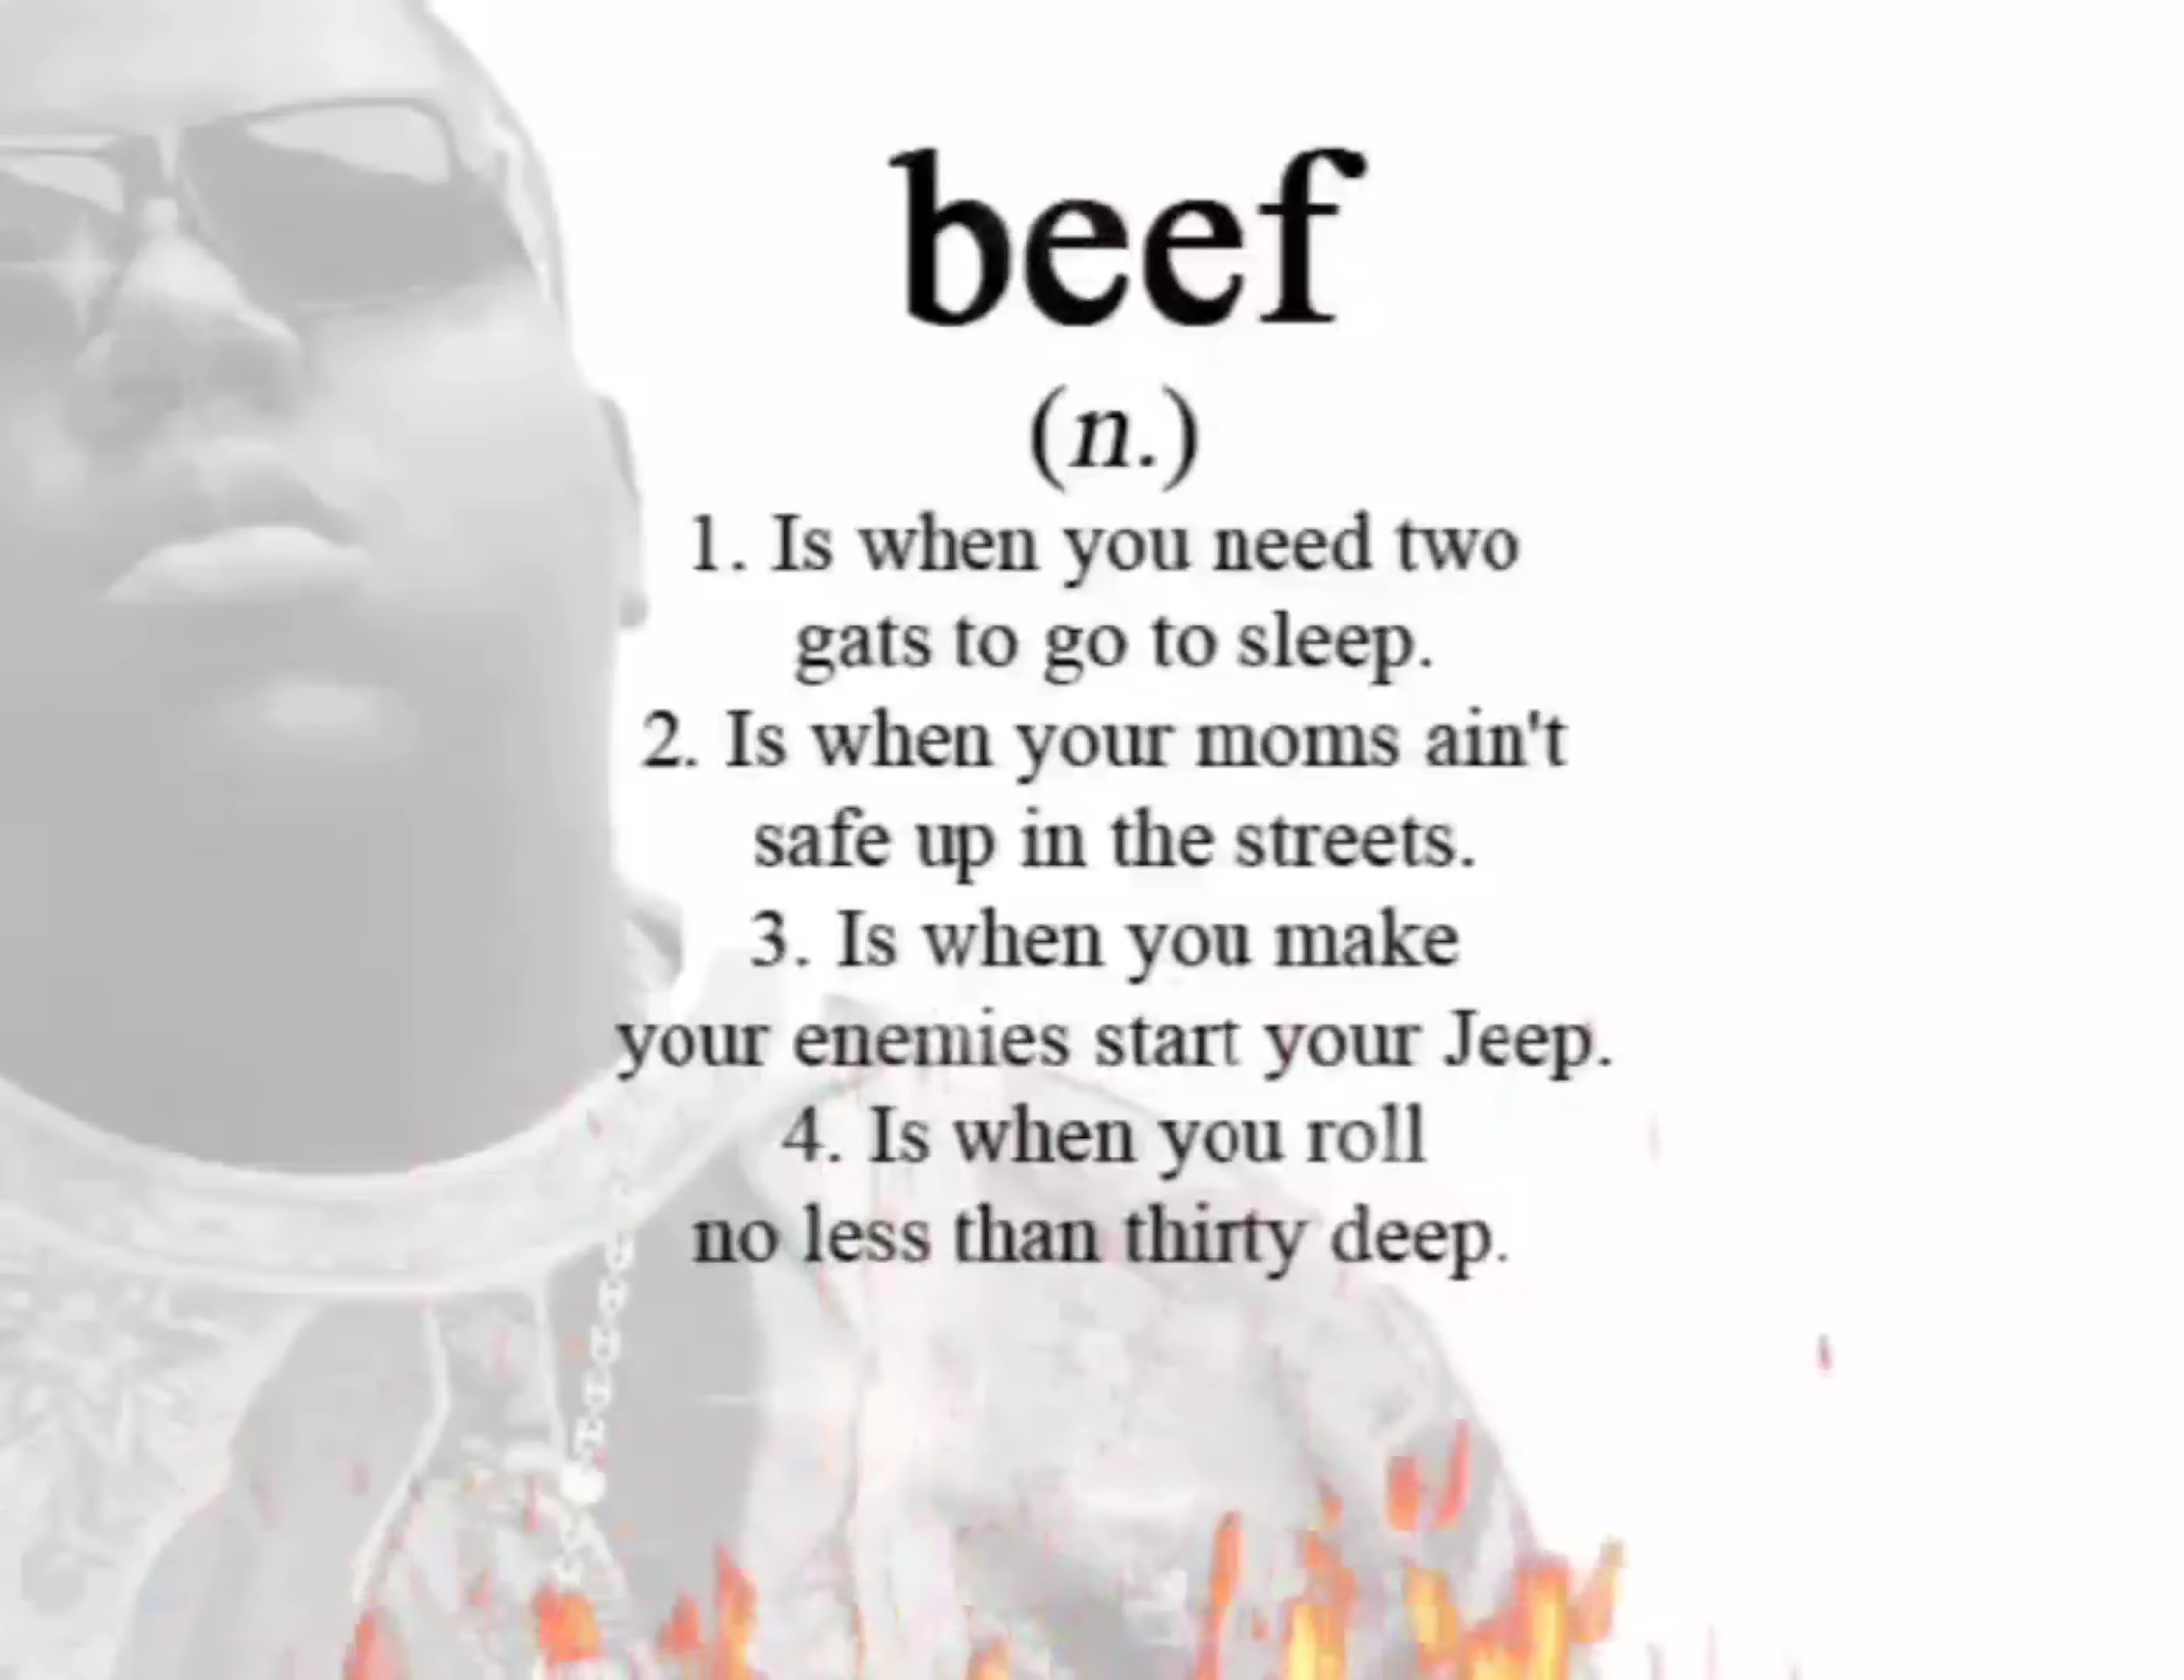 beef
(n.)
1. Is when you need two
gats to go to sleep.
2. Is when your moms ain't
safe up in the streets.
3. Is when you make
your enemies start your Jeep.
4. Is when you roll
no less than thirty deep.